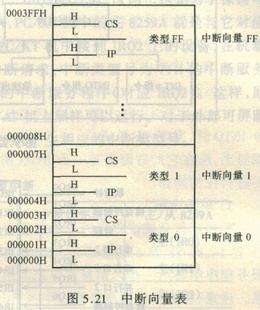 0003FFH H CS 类型 FF 中断向量 FF
L
H IP
L
⋮
000008H
000007H H CS 类型 1 中断向量 1
L
H IP
000004H L
000003H H CS 类型 0 中断向量 0
000002H L
000001H H IP
000000H L
图 5.21 中断向量表